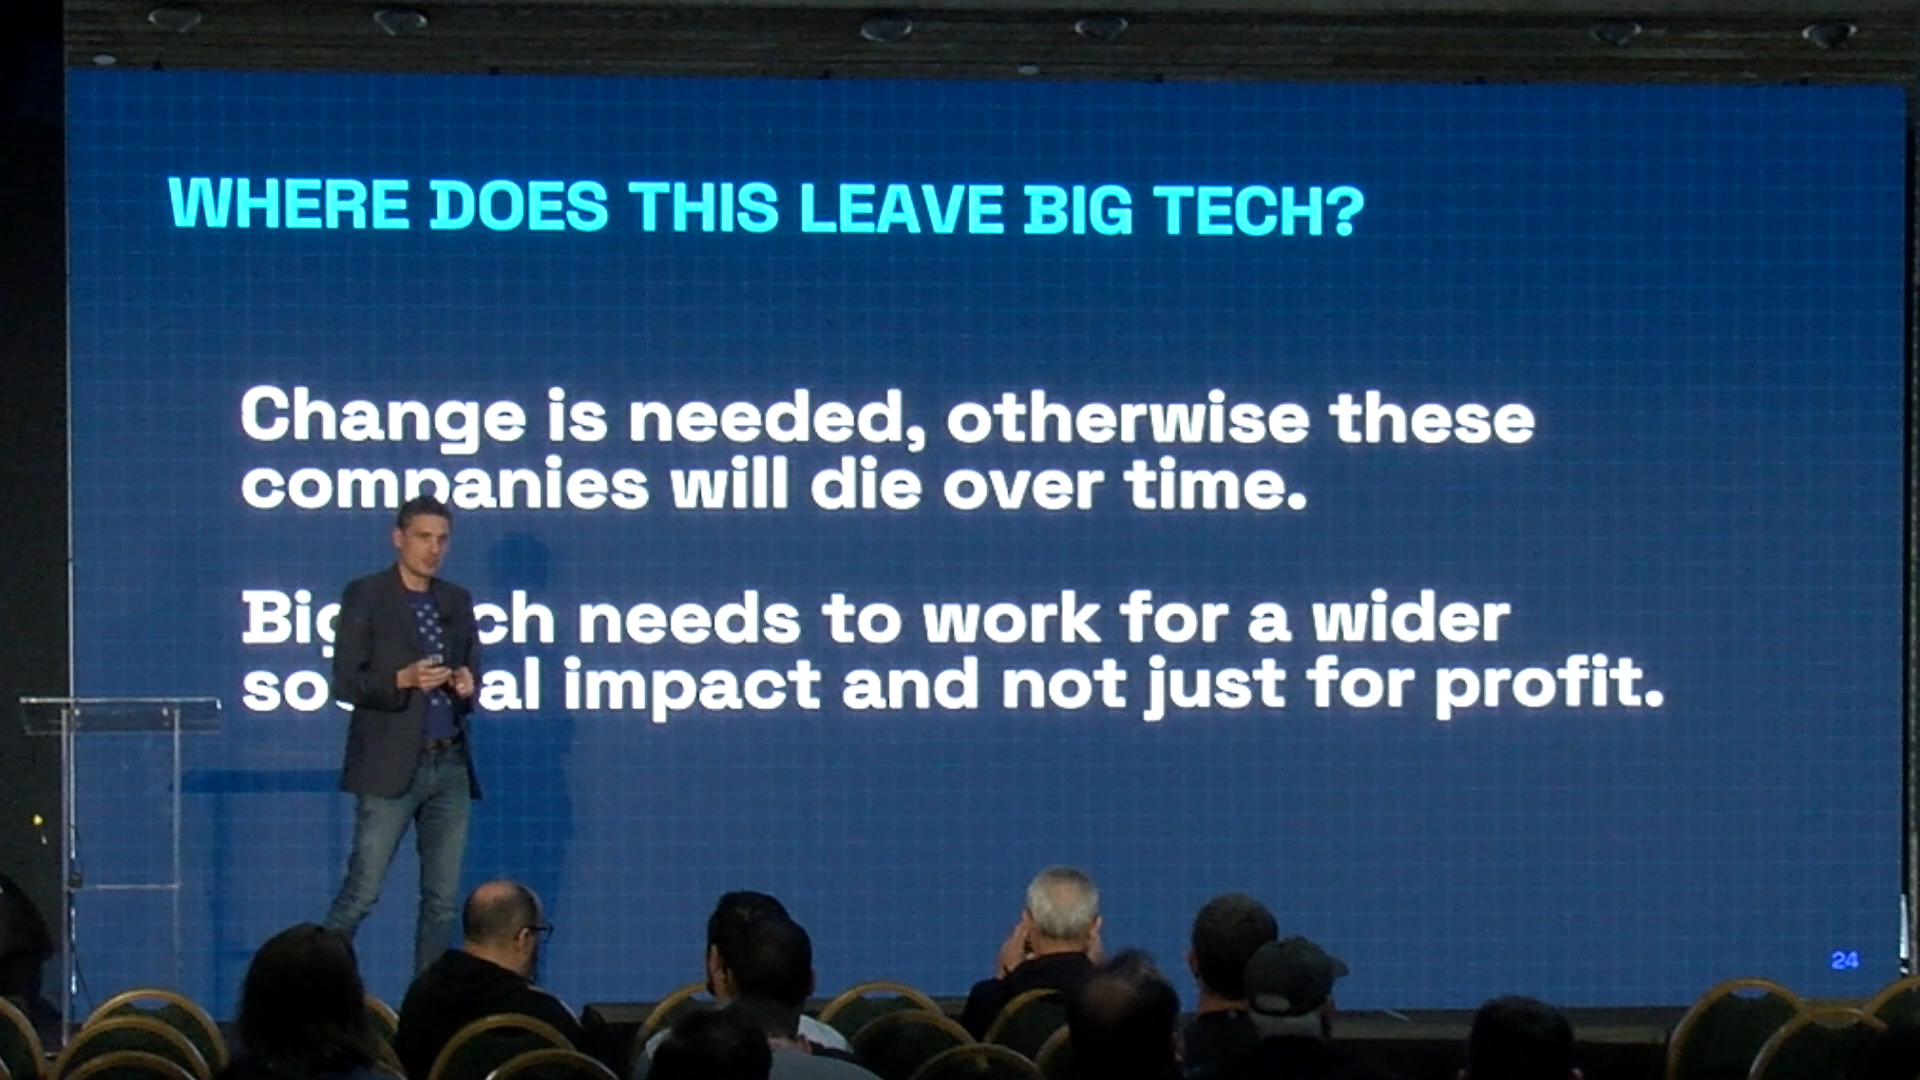 WHERE DOES THIS LEAVE BIG TECH?
Change is needed, otherwise these
companies will die over time.
needs to work for a wider
impact and not just for profit.
24